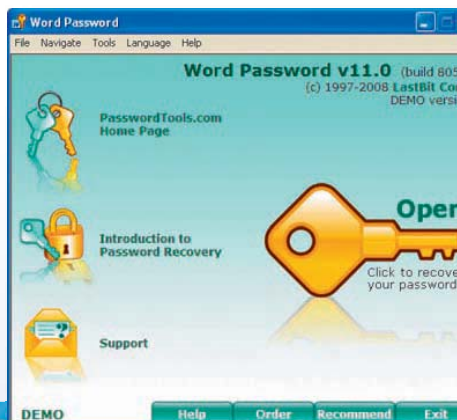 Word Password
File Navigate Tools Language Help
Word Password v11.0 (build
(c) 1997-2008 LastBit
DEMO
PasswordTools.com
Home Page
Introduction to
Password Recovery
Open
Click to
your password
Support
DEMO Help Order Recommend Exit